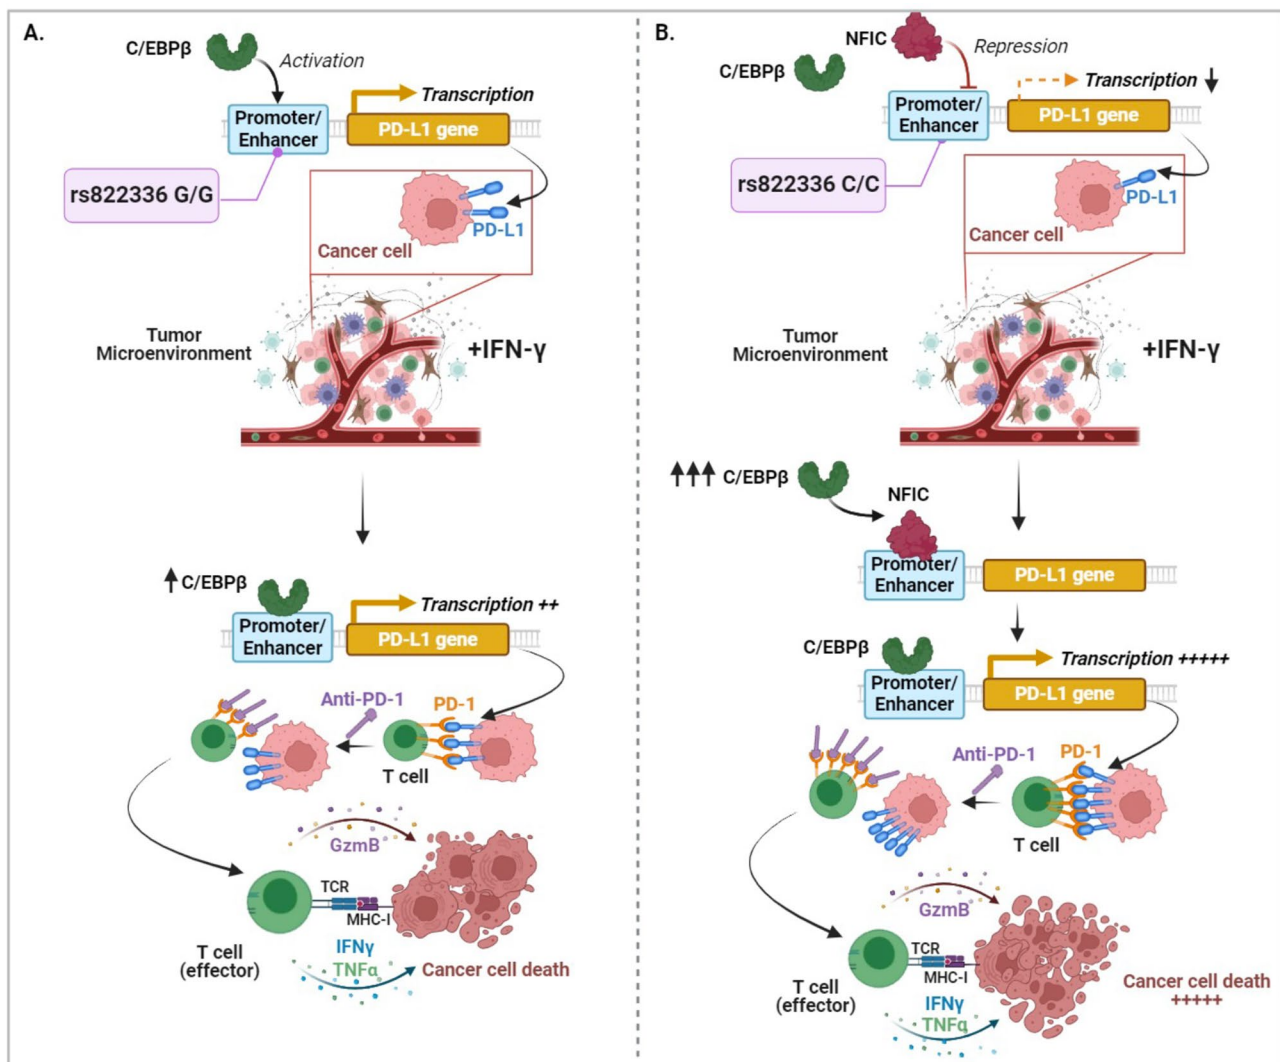 A.
C/EBPβ
Activation
Transcription
Promoter/
Enhancer
PD-L1 gene
rs822336 G/G
PD-L1
Cancer cell
Tumor
Microenvironment
+IFN-γ
C/EBPβ
Transcription ++
Promoter/
Enhancer
PD-L1 gene
Anti-PD-1
PD-1
T cell
GzmB
TCR
MHC-I
T cell
(effector)
IFNγ
TNFα
Cancer cell death
B.
NFIC
Repression
C/EBPβ
Transcription
Promoter/
Enhancer
PD-L1 gene
rs822336 C/C
PD-L1
Cancer cell
Tumor
Microenvironment
+IFN-γ
C/EBPβ
NFIC
Promoter/
Enhancer
PD-L1 gene
C/EBPβ
Transcription +++++
Promoter/
Enhancer
PD-L1 gene
Anti-PD-1
PD-1
T cell
GzmB
TCR
MHC-I
T cell
(effector)
IFNγ
TNFα
Cancer cell death
+++++